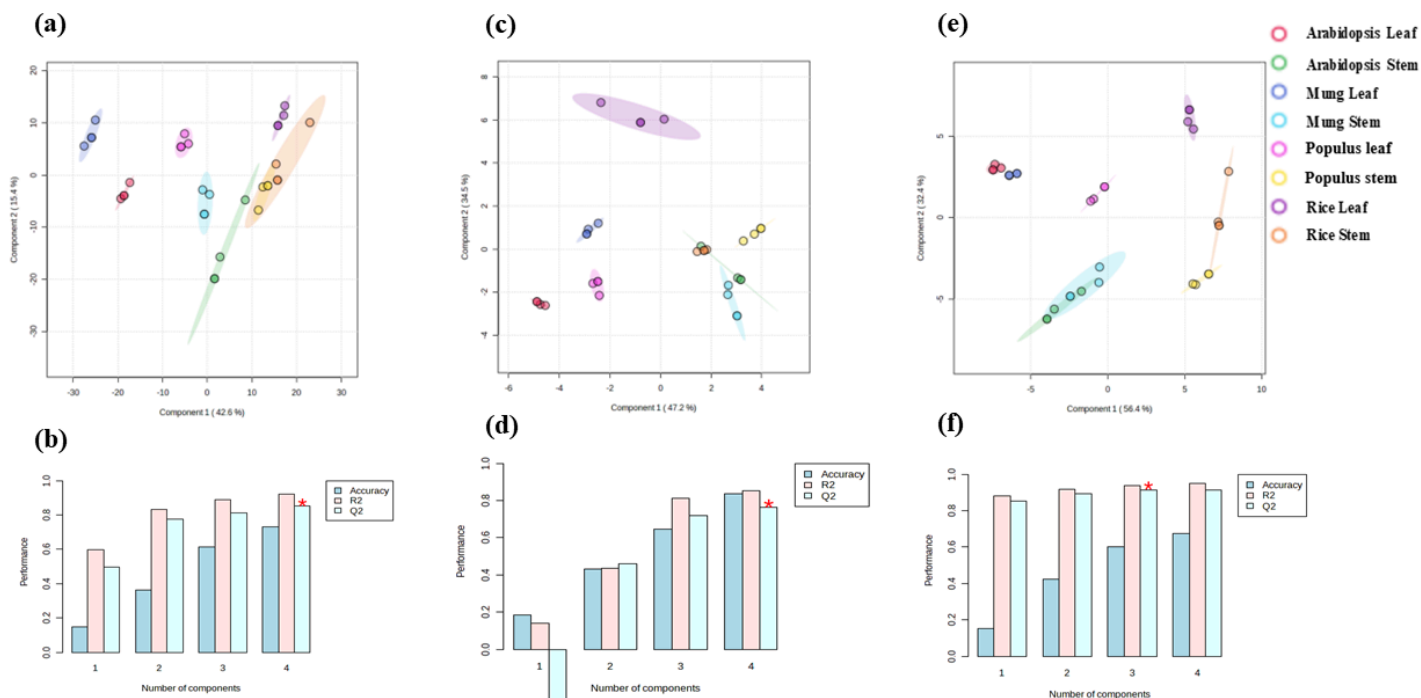 (a)
20
10
0
-10
-20
-30
Component 2 ( 15.4 %)
-30 -20 -10 0 10 20 30
Component 1 ( 42.6 %)
(c)
8
6
4
2
0
-2
-4
Component 2 ( 34.5 %)
-6 -4 -2 0 2 4
Component 1 ( 47.2 %)
(e)
5
0
-5
Component 2 ( 32.4 %)
-5 0 5 10
Component 1 ( 56.4 %)
Arabidopsis Leaf
Arabidopsis Stem
Mung Leaf
Mung Stem
Populus leaf
Populus stem
Rice Leaf
Rice Stem
(b)
1.0
0.8
0.6
0.4
0.2
0.0
Performance
Accuracy
R2
Q2
*
1 2 3 4
Number of components
(d)
1.0
0.8
0.6
0.4
0.2
0.0
Performance
Accuracy
R2
Q2
*
1 2 3 4
Number of components
(f)
1.0
0.8
0.6
0.4
0.2
0.0
Performance
Accuracy
R2
Q2
*
1 2 3 4
Number of components